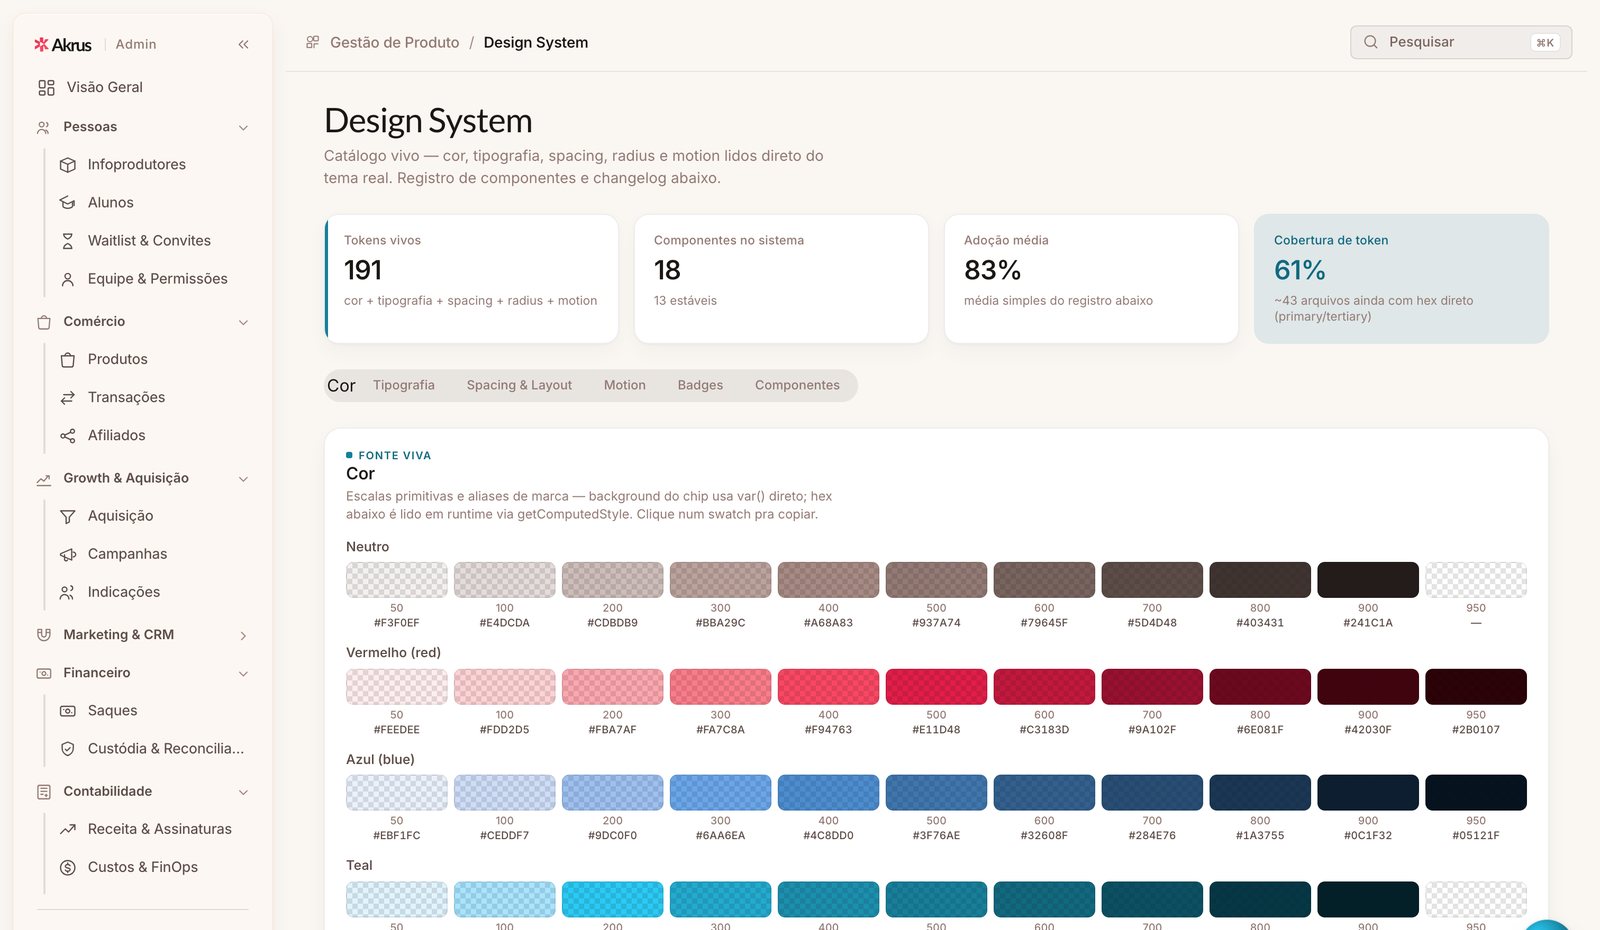 Akrus
Admin
Visão Geral
Pessoas
Infoprodutores
Alunos
Waitlist & Convites
Equipe & Permissões
Comércio
Produtos
Transações
Afiliados
Growth & Aquisição
Aquisição
Campanhas
Indicações
Marketing & CRM
Financeiro
Saques
Custódia & Reconcilia...
Contabilidade
Receita & Assinaturas
Custos & FinOps
Gestão de Produto / Design System
Pesquisar
⌘K
Design System
Catálogo vivo — cor, tipografia, spacing, radius e motion lidos direto do
tema real. Registro de componentes e changelog abaixo.
Tokens vivos
191
cor + tipografia + spacing + radius + motion
Componentes no sistema
18
13 estáveis
Adoção média
83%
média simples do registro abaixo
Cobertura de token
61%
~43 arquivos ainda com hex direto
(primary/tertiary)
Cor Tipografia Spacing & Layout Motion Badges Componentes
FONTE VIVA
Cor
Escalas primitivas e aliases de marca — background do chip usa var() direto; hex
abaixo é lido em runtime via getComputedStyle. Clique num swatch pra copiar.
Neutro
50 100 200 300 400 500 600 700 800 900 950
#F3F0EF #E4DCDA #CDBDB9 #BBA29C #A68A83 #937A74 #79645F #5D4D48 #403431 #241C1A —
Vermelho (red)
50 100 200 300 400 500 600 700 800 900 950
#FEEDEE #FDD2D5 #FBA7AF #FA7C8A #F94763 #E11D48 #C3183D #9A102F #6E081F #42030F #2B0107
Azul (blue)
50 100 200 300 400 500 600 700 800 900 950
#EBF1FC #CEDDF7 #9DC0F0 #6AA6EA #4C8DD0 #3F76AE #32608F #284E76 #1A3755 #0C1F32 #05121F
Teal
50 100 200 300 400 500 600 700 800 900 950